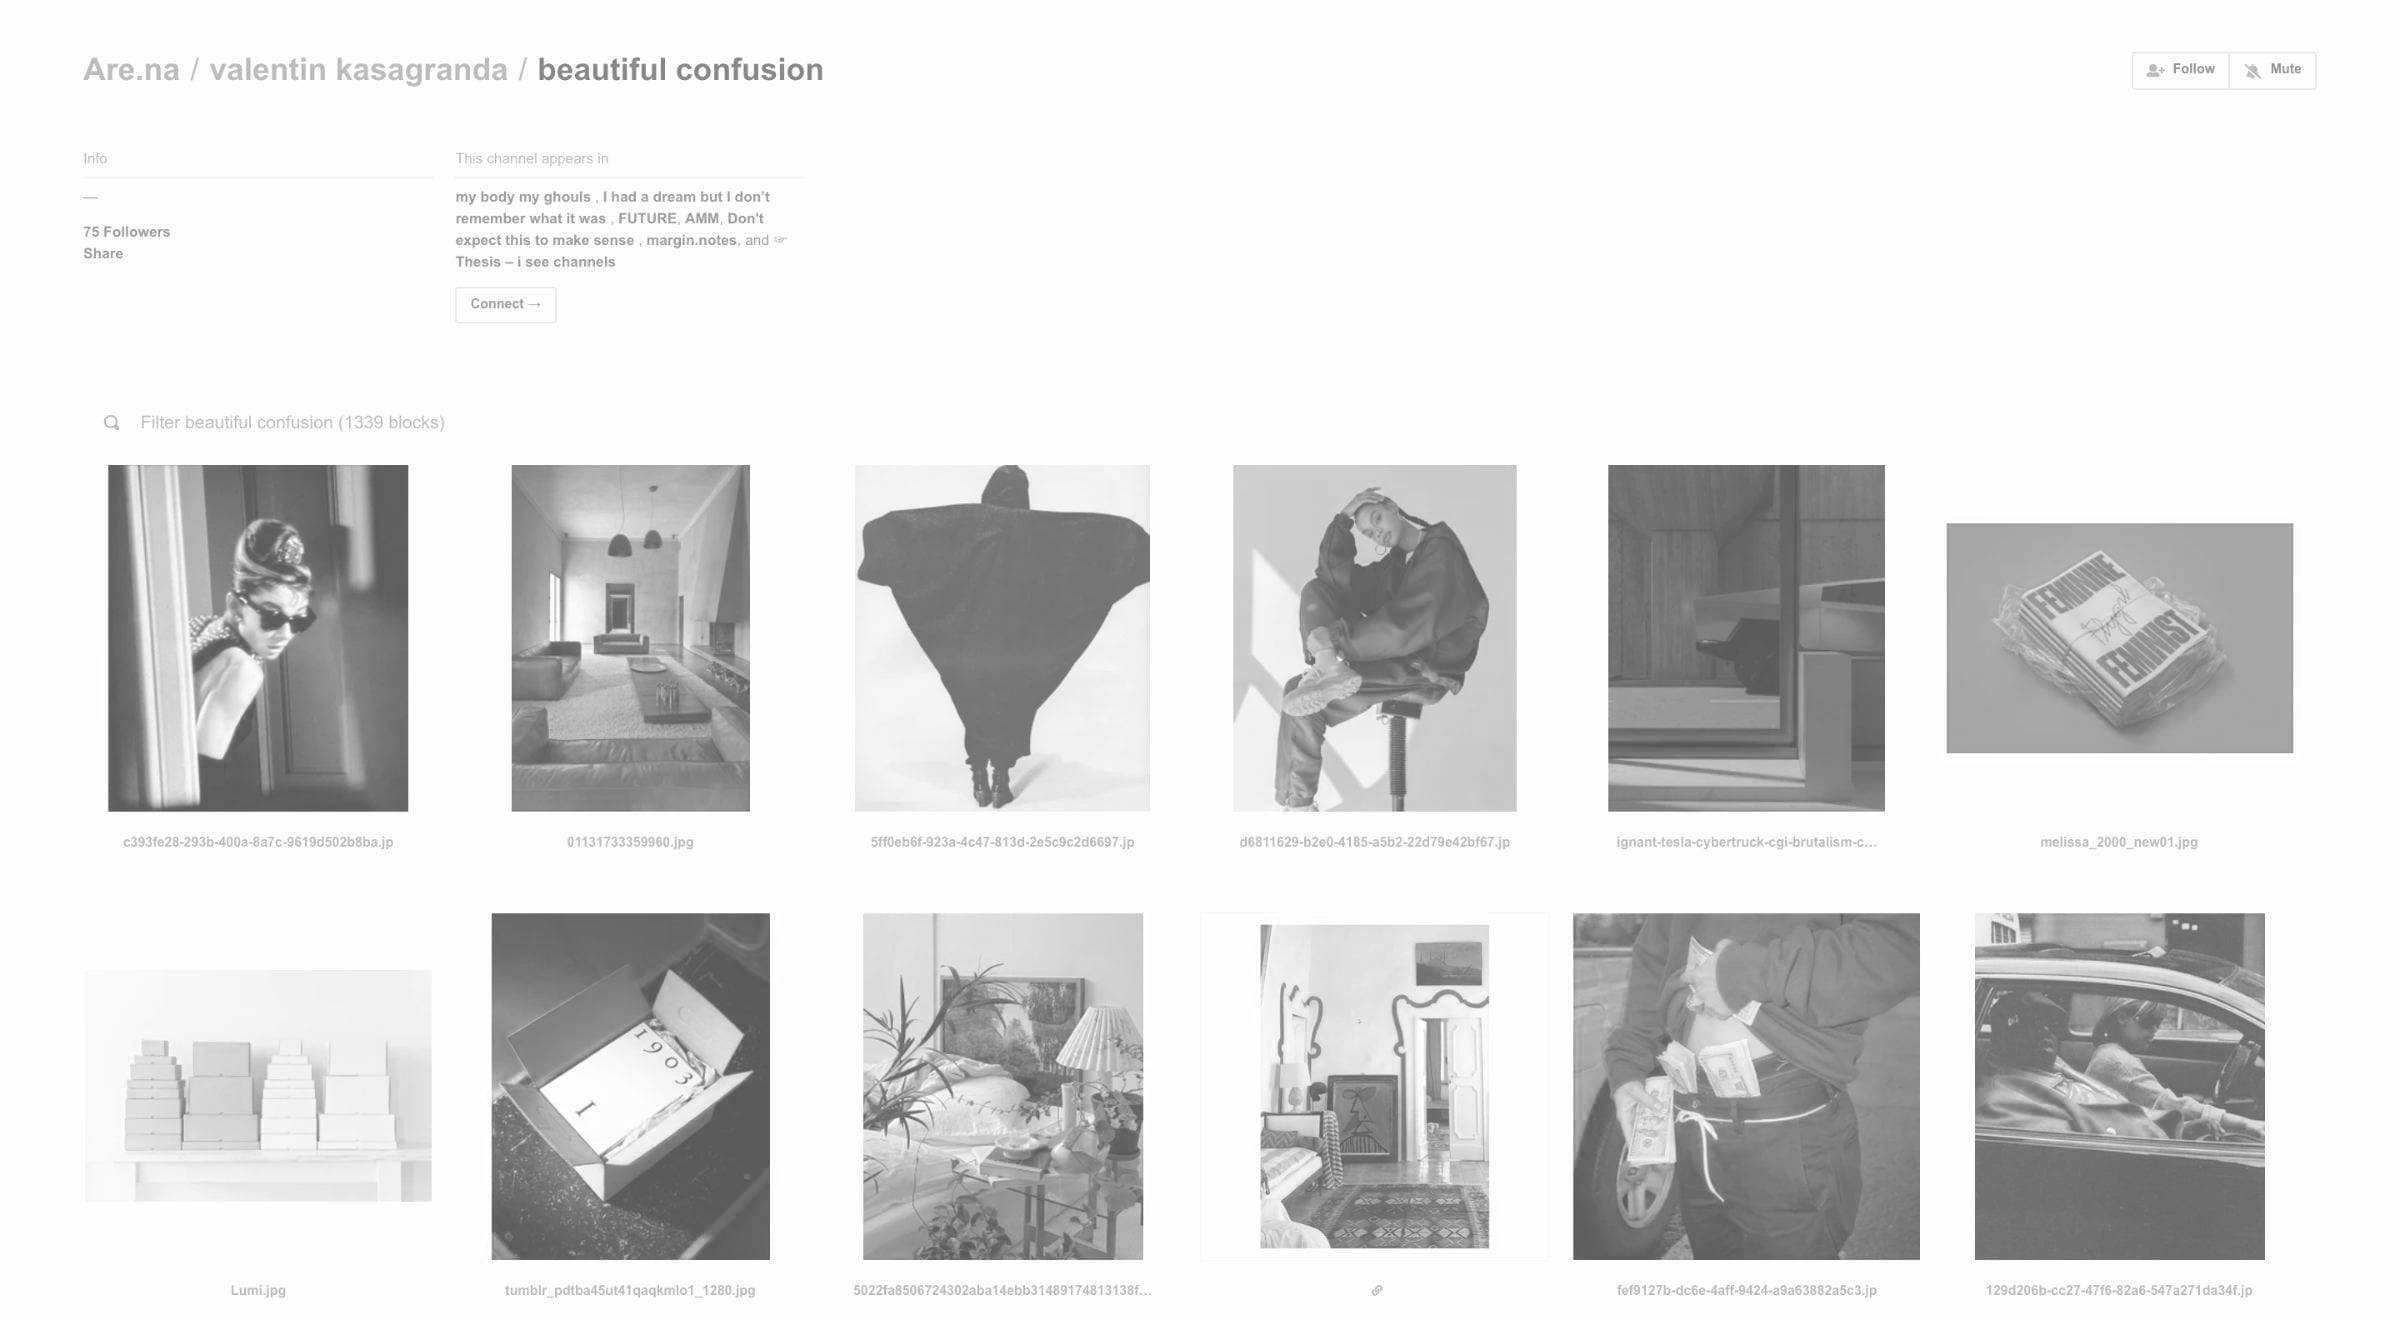 Are.na / valentin kasagranda / beautiful confusion
Follow
Mute
Info
—
75 Followers
Share
This channel appears in
my body my ghouls , I had a dream but I don't
remember what it was , FUTURE, AMM, Don't
expect this to make sense , margin.notes, and ☞
Thesis – i see channels
Connect →
Filter beautiful confusion (1339 blocks)
FEMININE
FEMINIST
c393fe28-293b-400a-8a7c-9619d502b8ba.jp
01131733359960.jpg
5ff0eb6f-923a-4c47-813d-2e5c9c2d6697.jp
d6811629-b2e0-4185-a5b2-22d79e42bf67.jp
ignant-tesla-cybertruck-cgi-brutalism-c...
melissa_2000_new01.jpg
1903
I
Lumi.jpg
tumblr_pdtba45ut41qaqkmlo1_1280.jpg
5022fa8506724302aba14ebb31489174813138f...
fef9127b-dc6e-4aff-9424-a9a63882a5c3.jp
129d206b-cc27-47f6-82a6-547a271da34f.jp